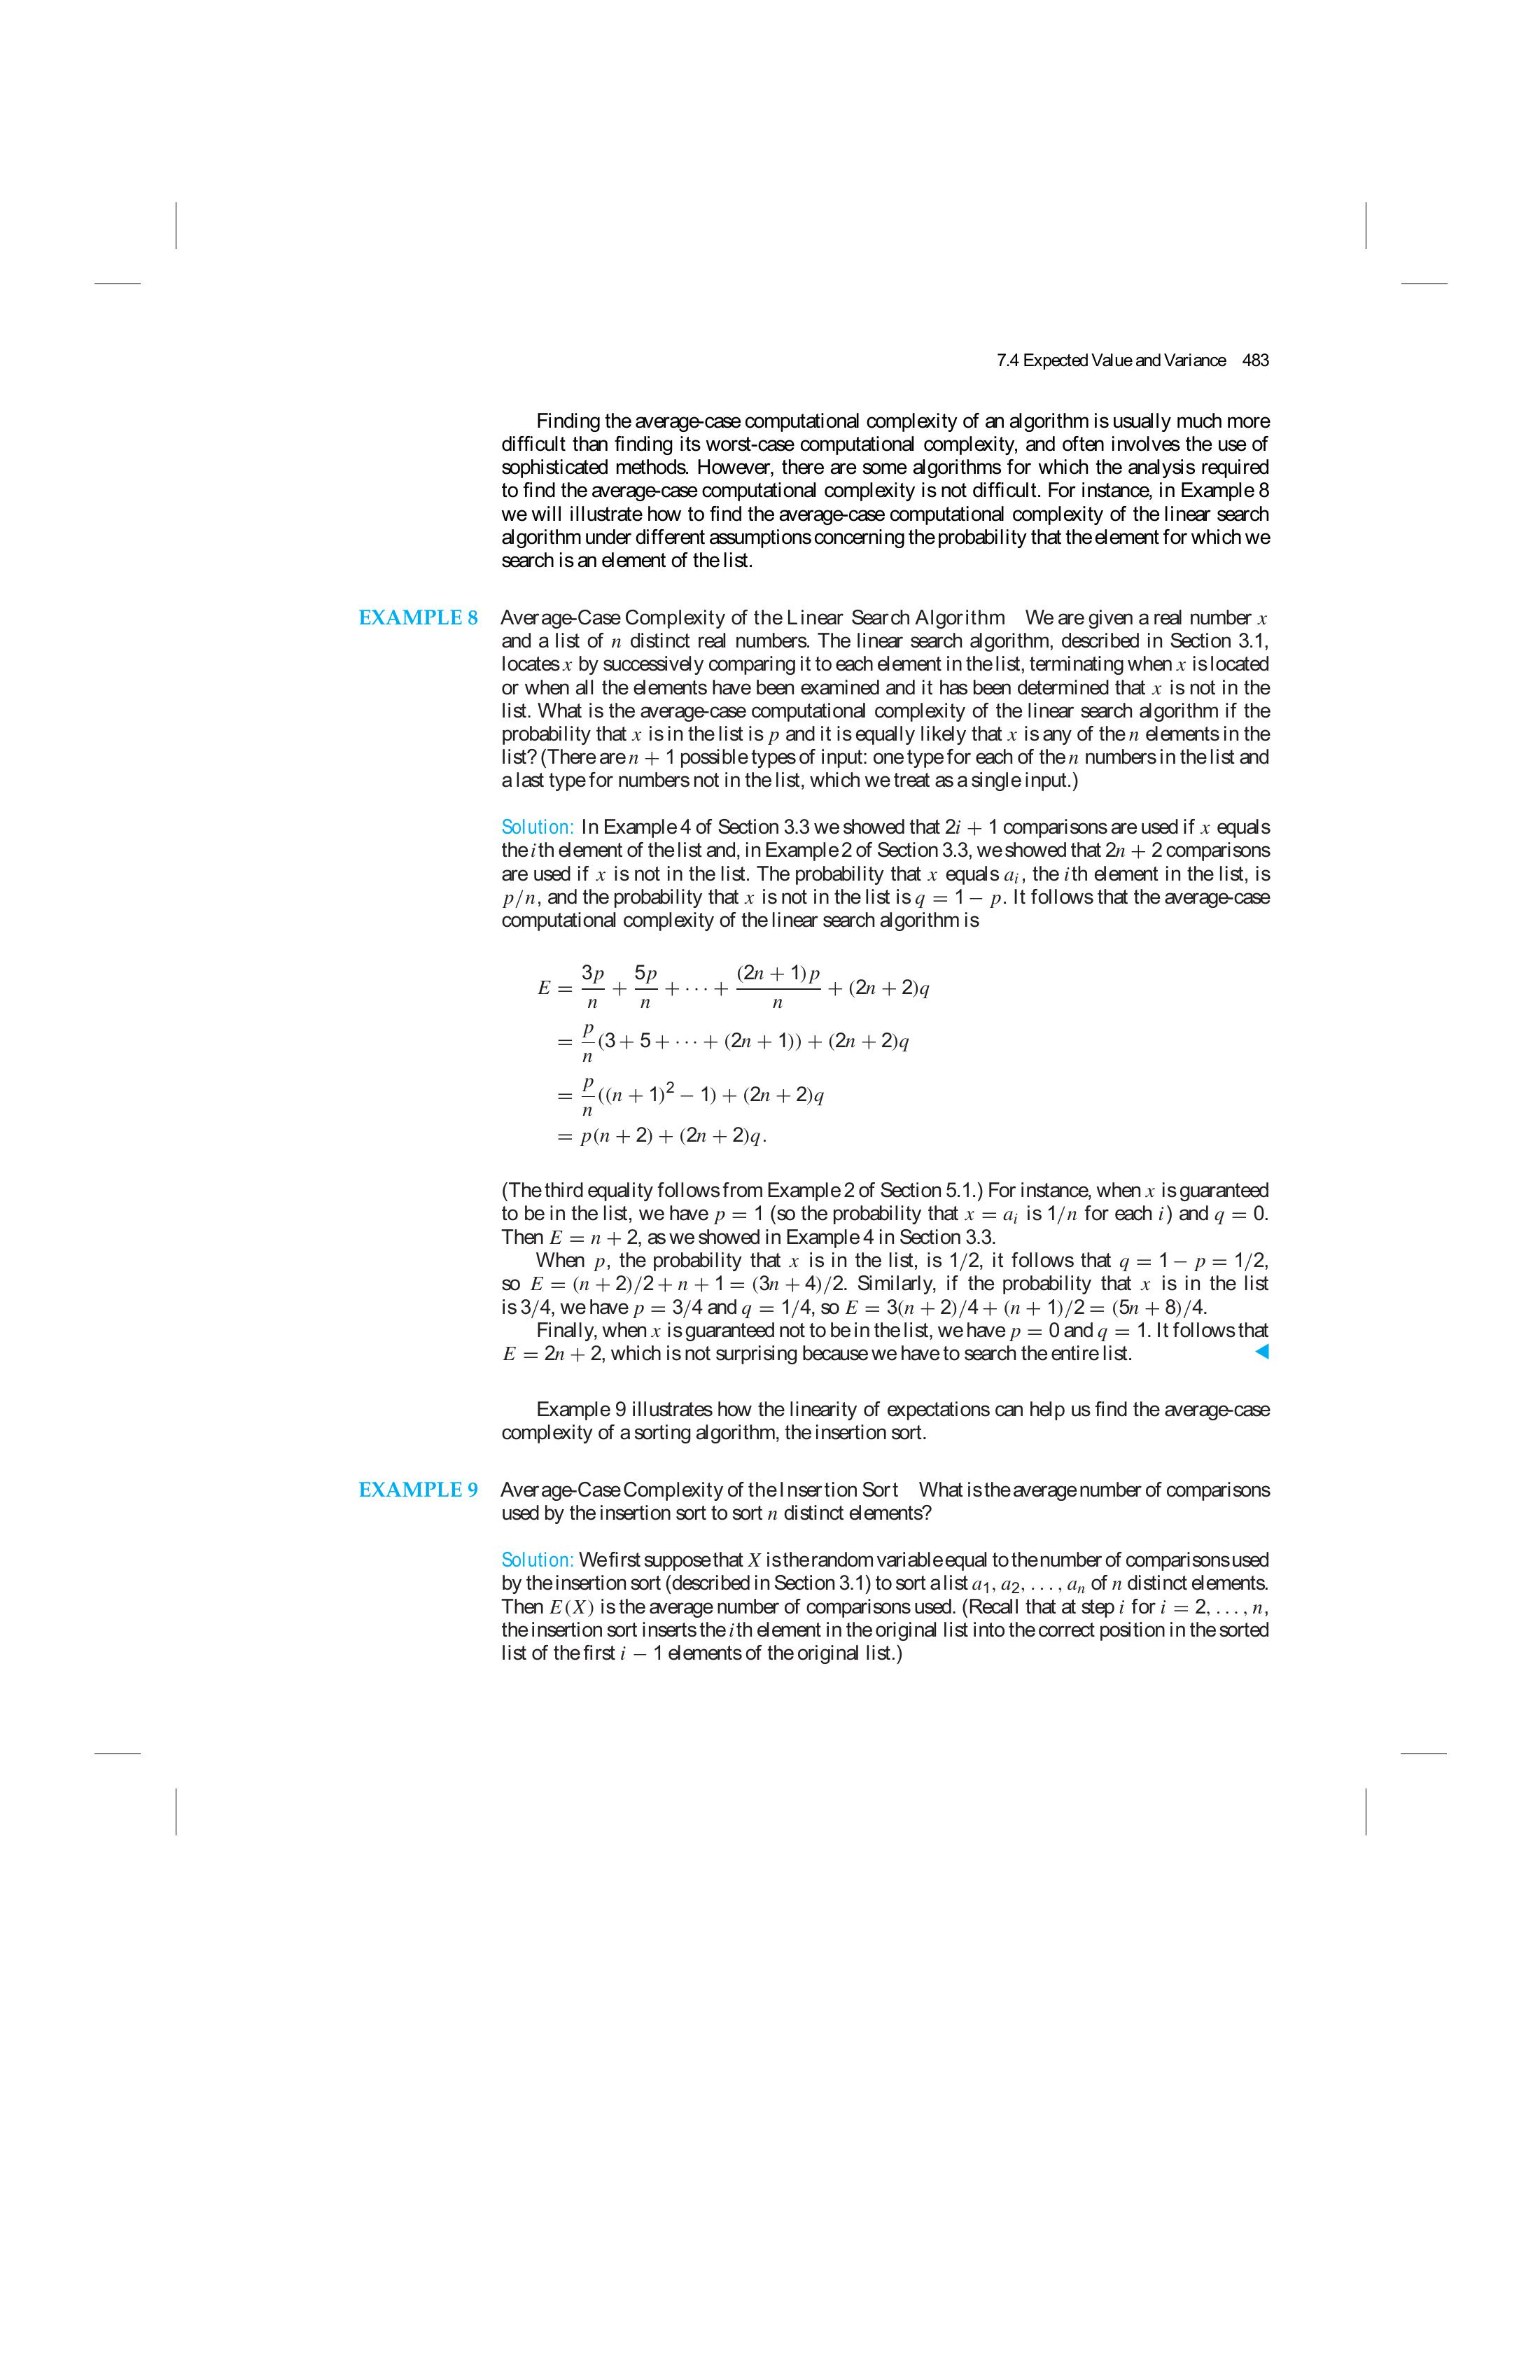 7.4 Expected Value and Variance 483
Finding the average-case computational complexity of an algorithm is usually much more
difficult than finding its worst-case computational complexity, and often involves the use of
sophisticated methods. However, there are some algorithms for which the analysis required
to find the average-case computational complexity is not difficult. For instance, in Example 8
we will illustrate how to find the average-case computational complexity of the linear search
algorithm under different assumptions concerning the probability that the element for which we
search is an element of the list.
EXAMPLE 8 Average-Case Complexity of the Linear Search Algorithm We are given a real number x
and a list of n distinct real numbers. The linear search algorithm, described in Section 3.1,
locates x by successively comparing it to each element in the list, terminating when x is located
or when all the elements have been examined and it has been determined that x is not in the
list. What is the average-case computational complexity of the linear search algorithm if the
probability that x is in the list is p and it is equally likely that x is any of the n elements in the
list? (There are n + 1 possible types of input: one type for each of the n numbers in the list and
a last type for numbers not in the list, which we treat as a single input.)
Solution: In Example 4 of Section 3.3 we showed that 2i + 1 comparisons are used if x equals
the ith element of the list and, in Example 2 of Section 3.3, we showed that 2n + 2 comparisons
are used if x is not in the list. The probability that x equals a_i, the ith element in the list, is
p/n, and the probability that x is not in the list is q = 1 − p. It follows that the average-case
computational complexity of the linear search algorithm is
E = 3p/n + 5p/n + ··· + (2n + 1)p/n + (2n + 2)q
= p/n (3 + 5 + ··· + (2n + 1)) + (2n + 2)q
= p/n ((n + 1)² − 1) + (2n + 2)q
= p(n + 2) + (2n + 2)q.
(The third equality follows from Example 2 of Section 5.1.) For instance, when x is guaranteed
to be in the list, we have p = 1 (so the probability that x = a_i is 1/n for each i) and q = 0.
Then E = n + 2, as we showed in Example 4 in Section 3.3.
When p, the probability that x is in the list, is 1/2, it follows that q = 1 − p = 1/2,
so E = (n + 2)/2 + n + 1 = (3n + 4)/2. Similarly, if the probability that x is in the list
is 3/4, we have p = 3/4 and q = 1/4, so E = 3(n + 2)/4 + (n + 1)/2 = (5n + 8)/4.
Finally, when x is guaranteed not to be in the list, we have p = 0 and q = 1. It follows that
E = 2n + 2, which is not surprising because we have to search the entire list.
Example 9 illustrates how the linearity of expectations can help us find the average-case
complexity of a sorting algorithm, the insertion sort.
EXAMPLE 9 Average-Case Complexity of the Insertion Sort What is the average number of comparisons
used by the insertion sort to sort n distinct elements?
Solution: We first suppose that X is the random variable equal to the number of comparisons used
by the insertion sort (described in Section 3.1) to sort a list a₁, a₂, . . . , aₙ of n distinct elements.
Then E(X) is the average number of comparisons used. (Recall that at step i for i = 2, . . . , n,
the insertion sort inserts the ith element in the original list into the correct position in the sorted
list of the first i − 1 elements of the original list.)